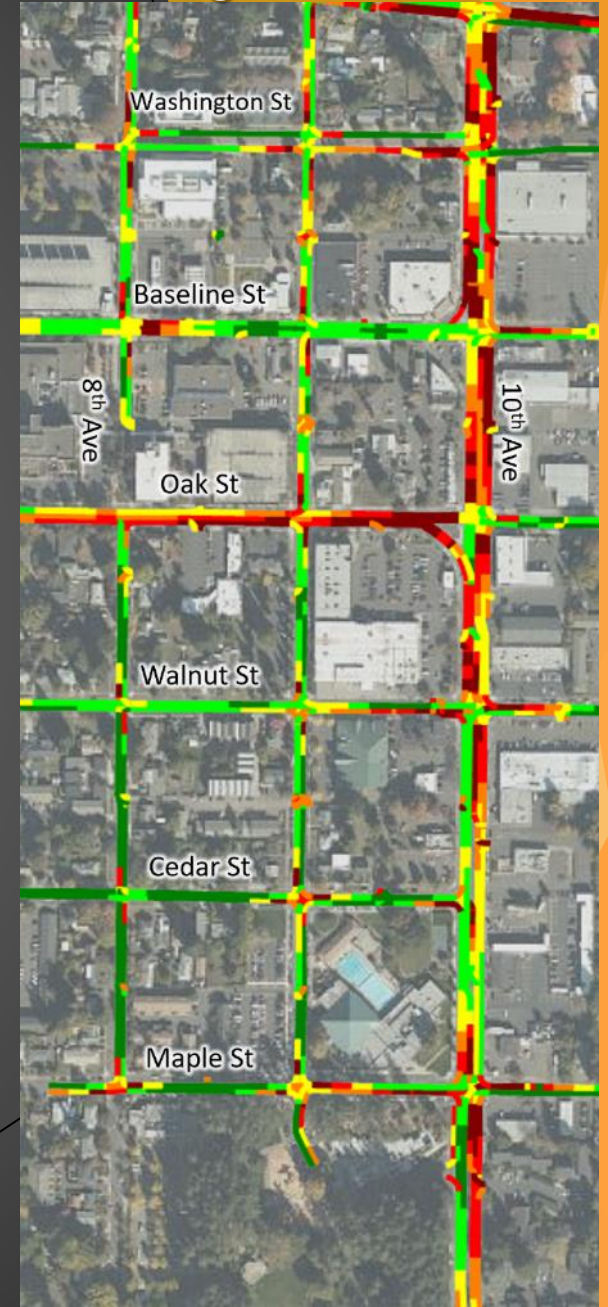 Washington St
Baseline St
8th Ave
10th Ave
Oak St
Walnut St
Cedar St
Maple St